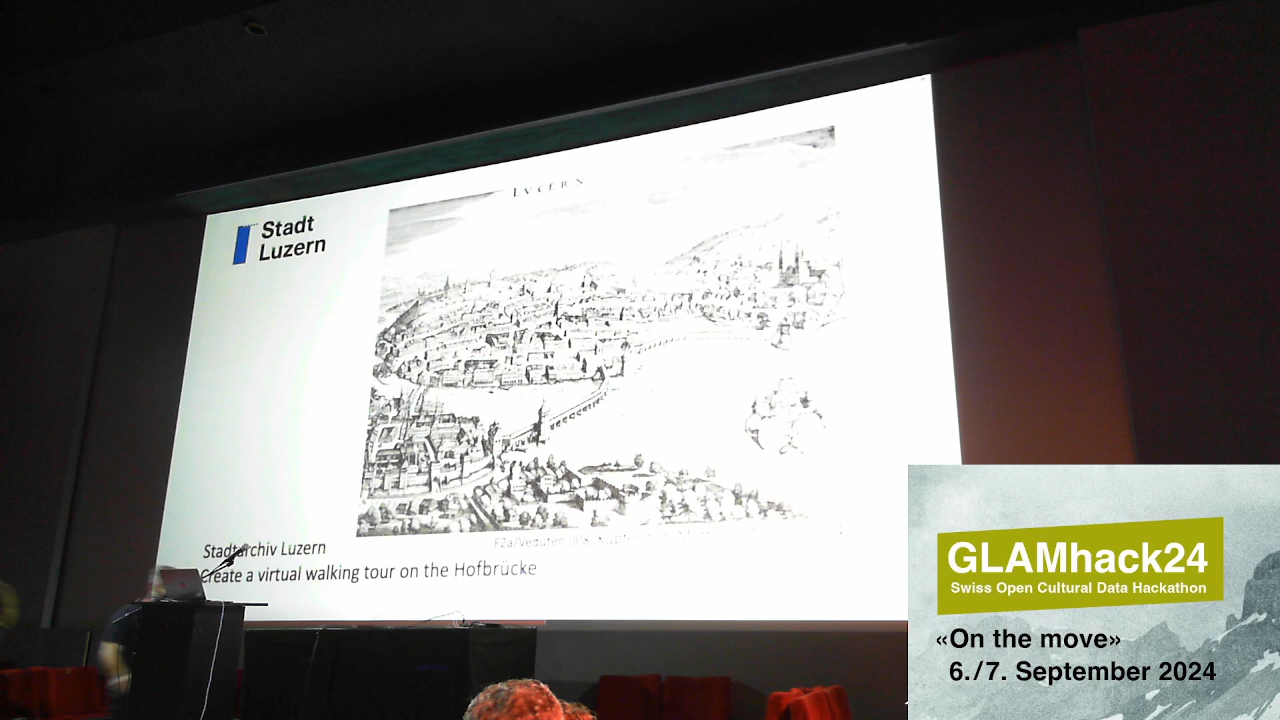 LVCERN
Stadt
Luzern
Stadtarchiv Luzern
Create a virtual walking tour on the Hofbrücke
GLAMhack24
Swiss Open Cultural Data Hackathon
«On the move»
6./7. September 2024